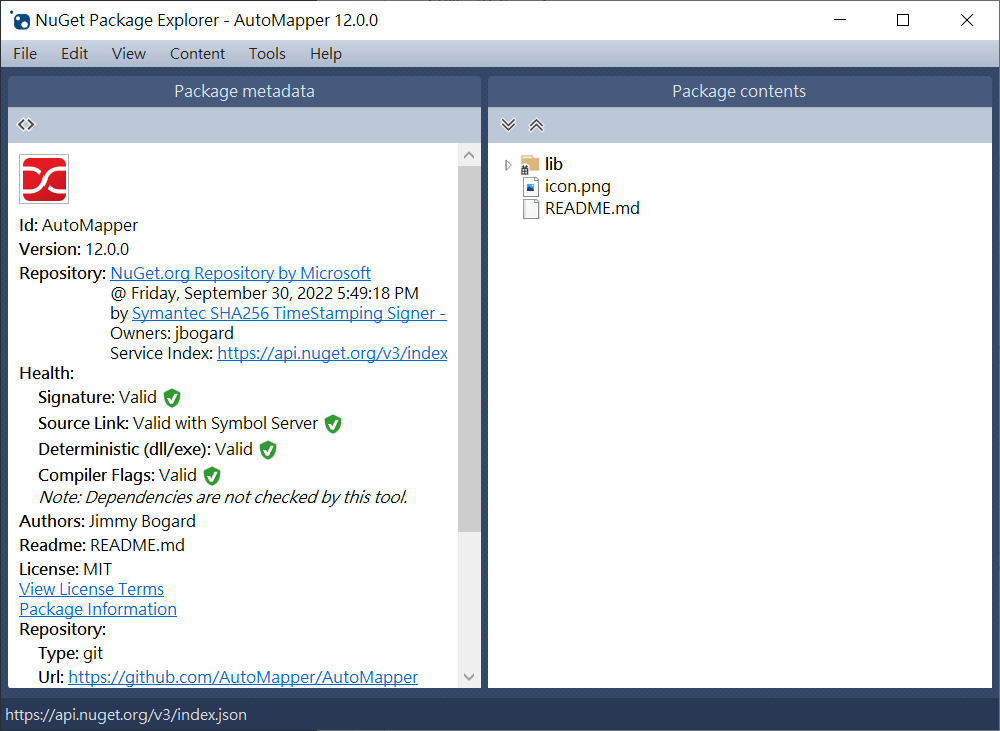 NuGet Package Explorer - AutoMapper 12.0.0
File Edit View Content Tools Help
Package metadata
Id: AutoMapper
Version: 12.0.0
Repository: NuGet.org Repository by Microsoft
@ Friday, September 30, 2022 5:49:18 PM
by Symantec SHA256 TimeStamping Signer -
Owners: jbogard
Service Index: https://api.nuget.org/v3/index
Health:
Signature: Valid
Source Link: Valid with Symbol Server
Deterministic (dll/exe): Valid
Compiler Flags: Valid
Note: Dependencies are not checked by this tool.
Authors: Jimmy Bogard
Readme: README.md
License: MIT
View License Terms
Package Information
Repository:
Type: git
Url: https://github.com/AutoMapper/AutoMapper
Package contents
lib
icon.png
README.md
https://api.nuget.org/v3/index.json